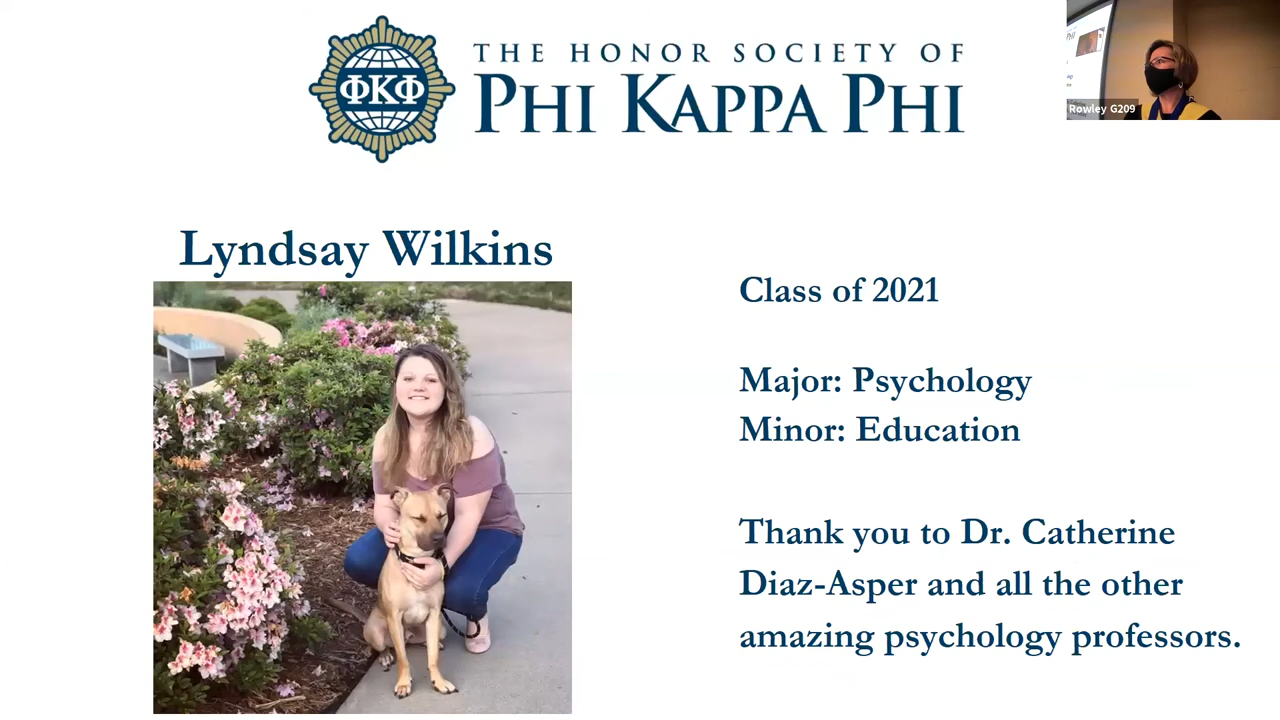 THE HONOR SOCIETY OF
ΦΚΦ
PHI KAPPA PHI
PHI
Rowley G209
Lyndsay Wilkins
Class of 2021
Major: Psychology
Minor: Education
Thank you to Dr. Catherine
Diaz-Asper and all the other
amazing psychology professors.